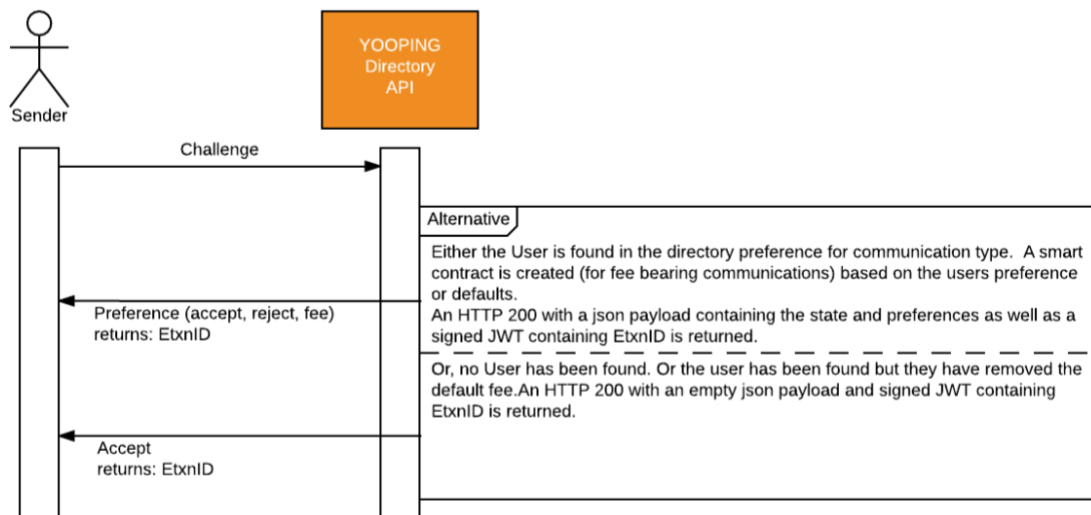 YOOPING
Directory
API
Sender
Challenge
Alternative
Either the User is found in the directory preference for communication type.  A smart
contract is created (for fee bearing communications) based on the users preference
or defaults.
An HTTP 200 with a json payload containing the state and preferences as well as a
signed JWT containing EtxnID is returned.
Preference (accept, reject, fee)
returns: EtxnID
Or, no User has been found. Or the user has been found but they have removed the
default fee.An HTTP 200 with an empty json payload and signed JWT containing
EtxnID is returned.
Accept
returns: EtxnID